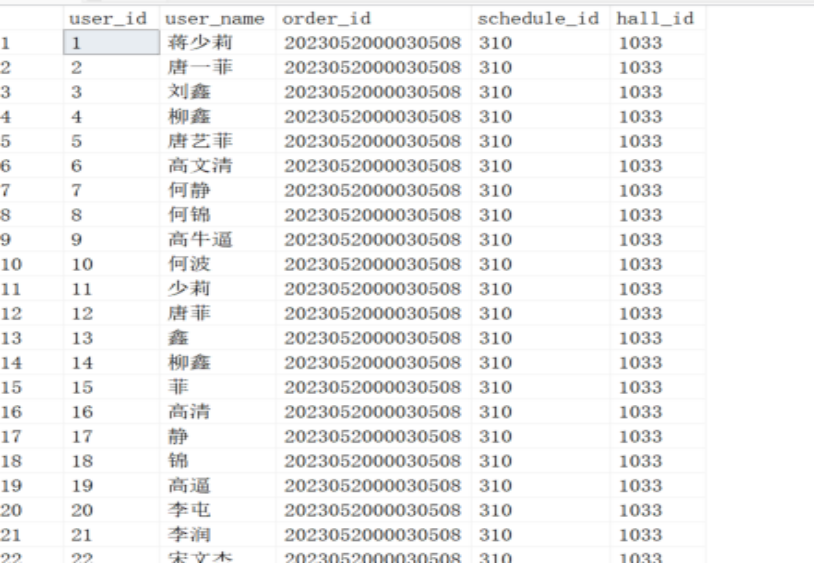 user_id user_name order_id schedule_id hall_id
1 1 蒋少莉 2023052000030508 310 1033
2 2 唐一菲 2023052000030508 310 1033
3 3 刘鑫 2023052000030508 310 1033
4 4 柳鑫 2023052000030508 310 1033
5 5 唐艺菲 2023052000030508 310 1033
6 6 高文清 2023052000030508 310 1033
7 7 何静 2023052000030508 310 1033
8 8 何锦 2023052000030508 310 1033
9 9 高牛逼 2023052000030508 310 1033
10 10 何波 2023052000030508 310 1033
11 11 少莉 2023052000030508 310 1033
12 12 唐菲 2023052000030508 310 1033
13 13 鑫 2023052000030508 310 1033
14 14 柳鑫 2023052000030508 310 1033
15 15 菲 2023052000030508 310 1033
16 16 高清 2023052000030508 310 1033
17 17 静 2023052000030508 310 1033
18 18 锦 2023052000030508 310 1033
19 19 高逼 2023052000030508 310 1033
20 20 李屯 2023052000030508 310 1033
21 21 李润 2023052000030508 310 1033
22 22 宋文杰 2023052000030508 310 1033